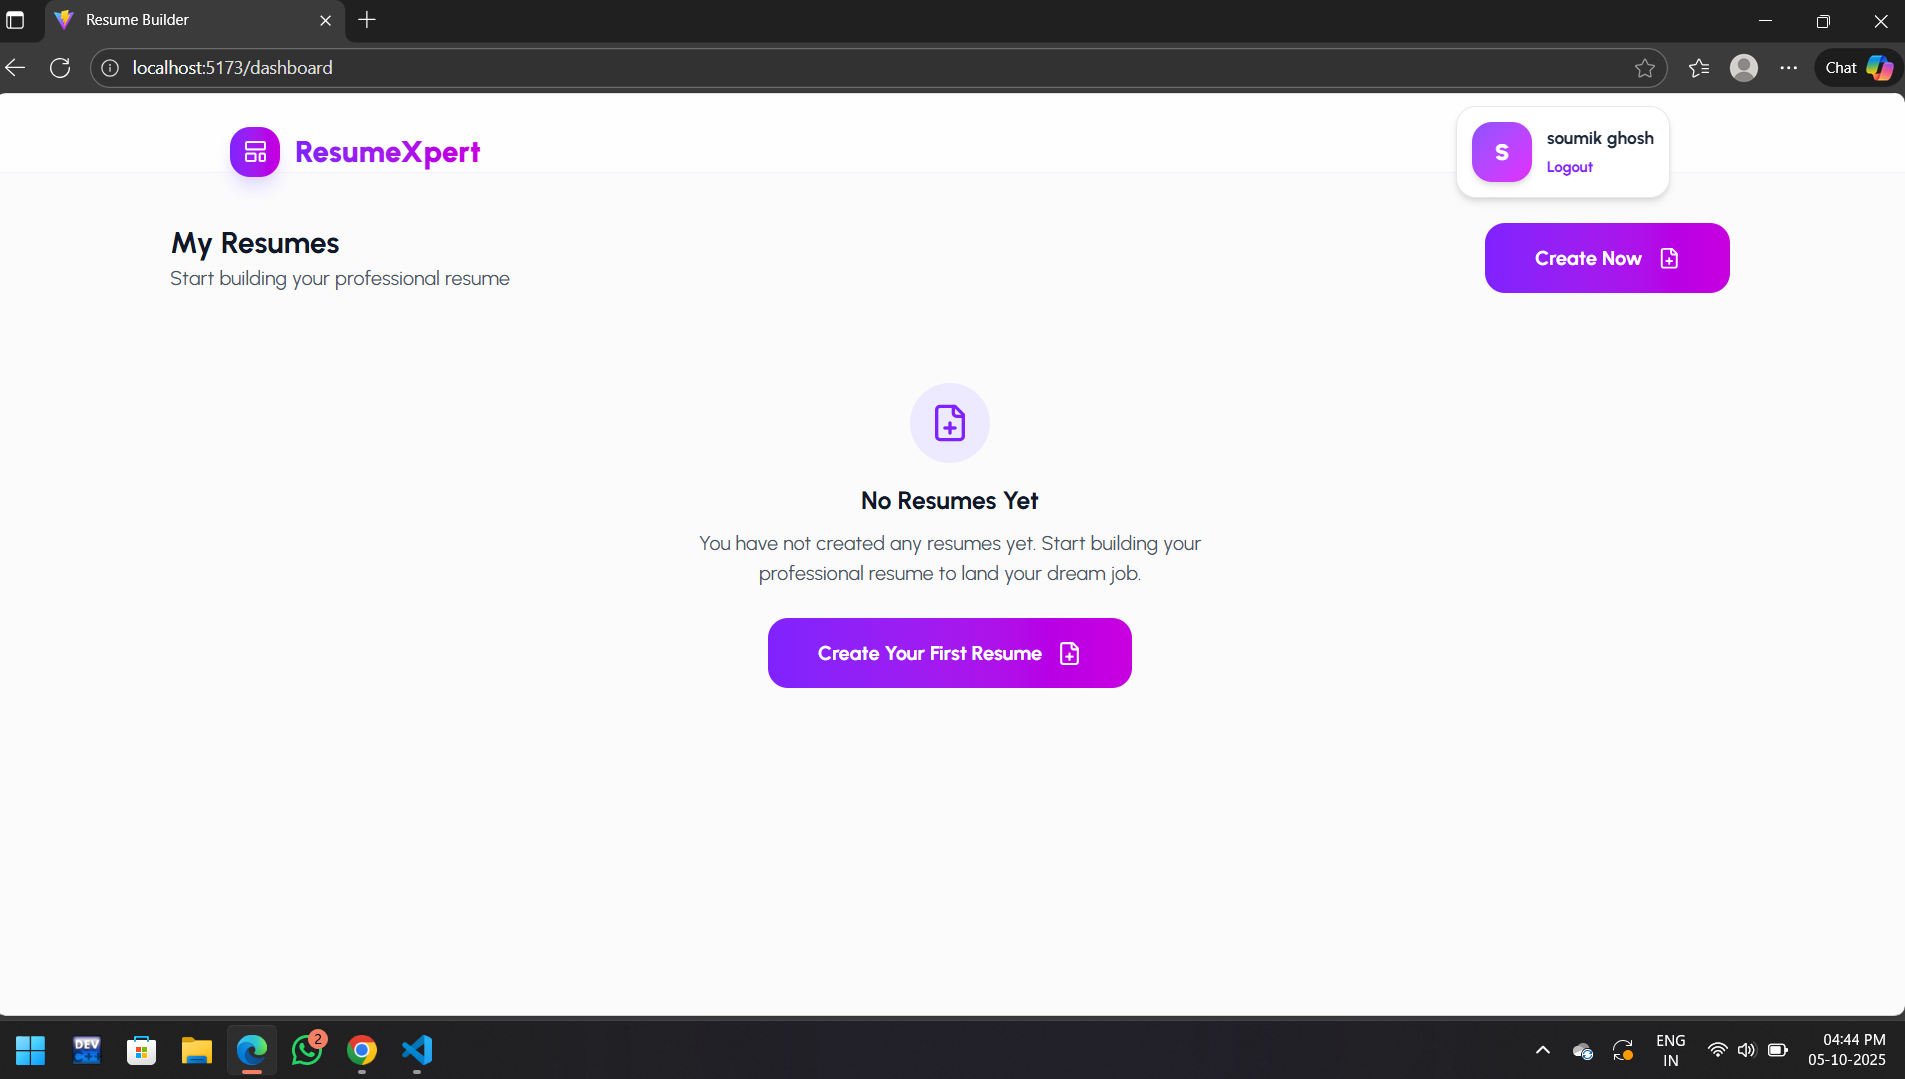 Resume Builder
localhost:5173/dashboard
Chat
ResumeXpert
S
soumik ghosh
Logout
My Resumes
Start building your professional resume
Create Now
No Resumes Yet
You have not created any resumes yet. Start building your
professional resume to land your dream job.
Create Your First Resume
DEV
C++
2
ENG
IN
04:44 PM
05-10-2025